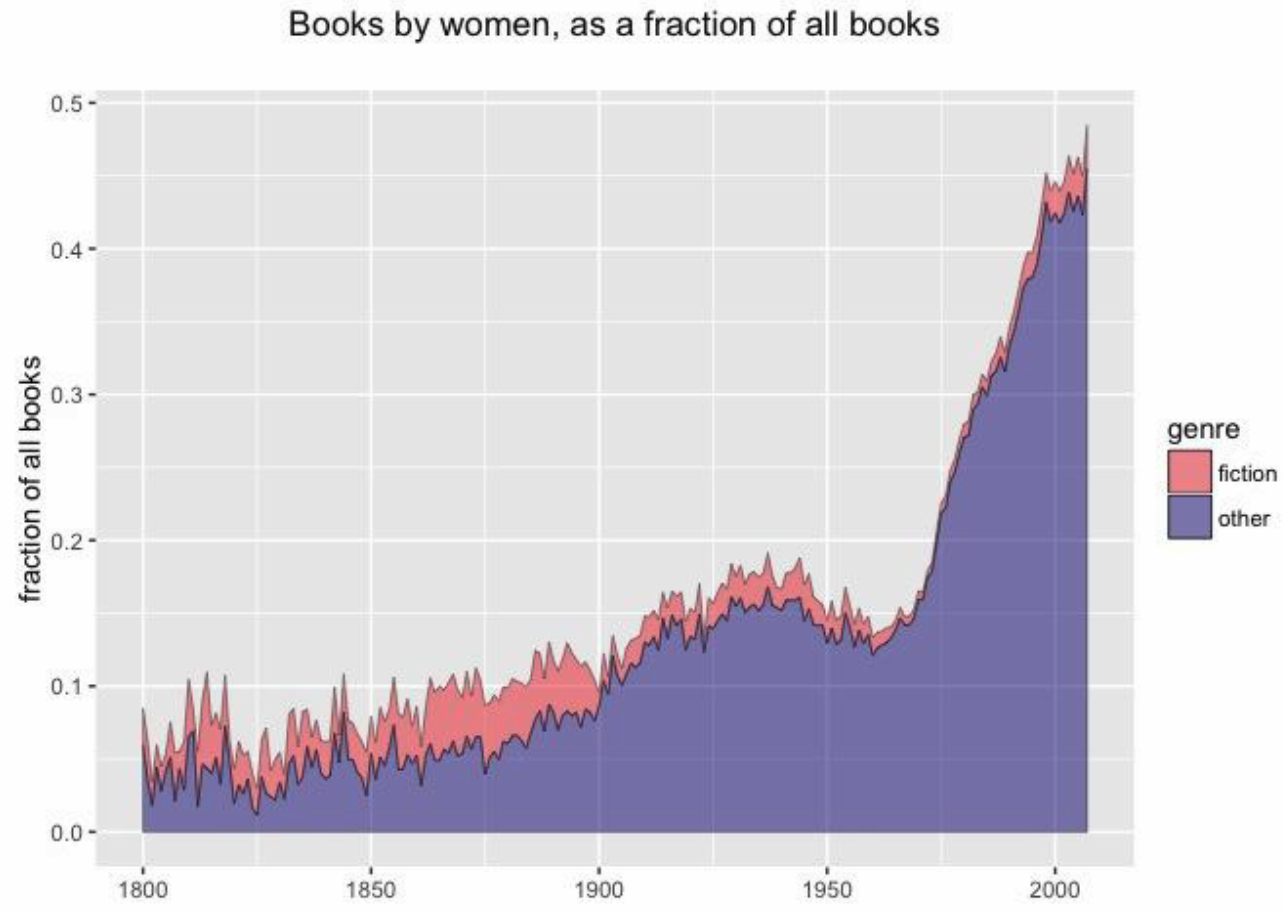 Books by women, as a fraction of all books
fraction of all books
0.5
0.4
0.3
0.2
0.1
0.0
1800
1850
1900
1950
2000
genre
fiction
other